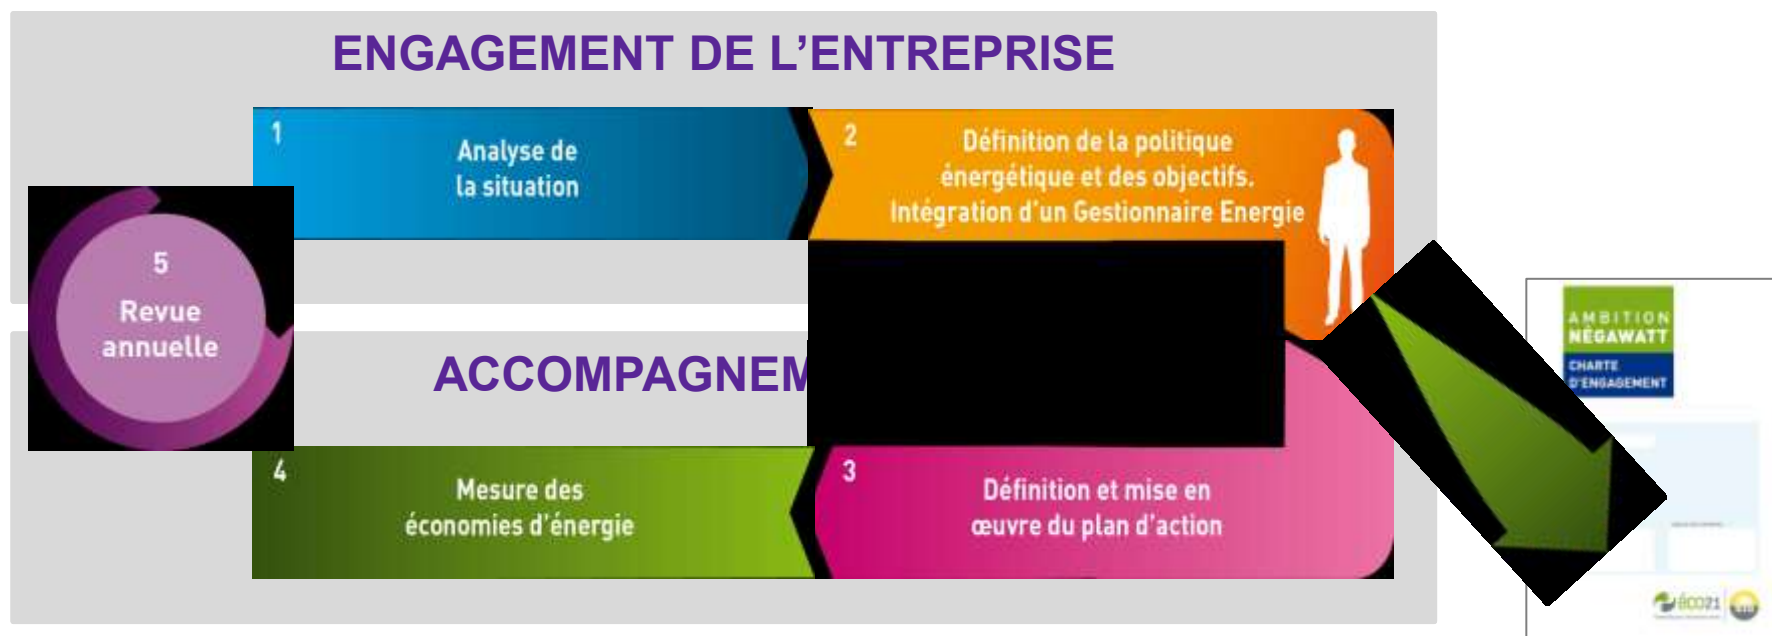 ENGAGEMENT DE L’ENTREPRISE
1
Analyse de
la situation
2
Définition de la politique
énergétique et des objectifs.
Intégration d’un Gestionnaire Energie
5
Revue
annuelle
ACCOMPAGNEM
4
Mesure des
économies d’énergie
3
Définition et mise en
œuvre du plan d’action
AMBITION
NÉGAWATT
CHARTE
D’ENGAGEMENT
éco21